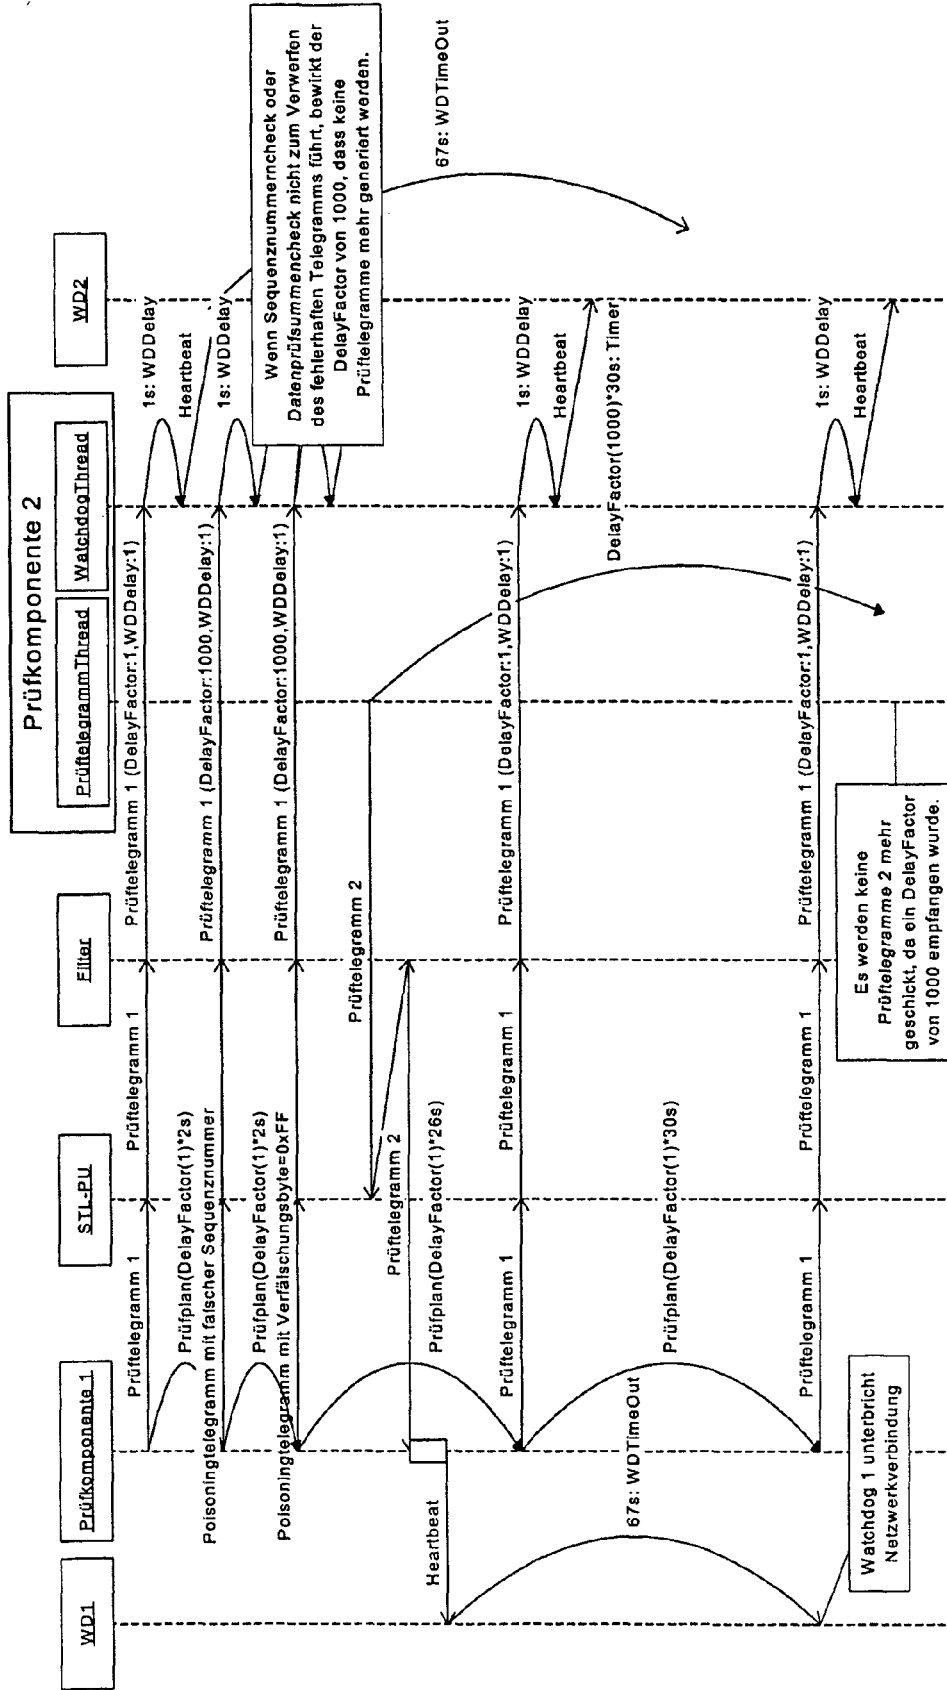 WD1
Prüfkomponente 1
STL-PU
Filter
Prüfkomponente 2
PrüftelegrammThread
WatchdogThread
WD2
Prüftelegramm 1
Prüftelegramm 1
Prüftelegramm 1 (DelayFactor:1,WDDelay:1)
1s: WDDelay
Heartbeat
Prüfplan(DelayFactor(1)*2s)
Poisoningtelegramm mit falscher Sequenznummer
Prüftelegramm 1 (DelayFactor:1000,WDDelay:1)
1s: WDDelay
Prüfplan(DelayFactor(1)*2s)
Poisoningtelegramm mit Verfälschungsbyte=0xFF
Prüftelegramm 1 (DelayFactor:1000,WDDelay:1)
Wenn Sequenznummerncheck oder
Datenprüfsummencheck nicht zum Verwerfen
des fehlerhaften Telegramms führt, bewirkt der
DelayFactor von 1000, dass keine
Prüftelegramme mehr generiert werden.
67s: WDTimeOut
Prüftelegramm 2
Prüftelegramm 2
Heartbeat
Prüfplan(DelayFactor(1)*26s)
Prüftelegramm 1
Prüftelegramm 1
Prüftelegramm 1 (DelayFactor:1,WDDelay:1)
1s: WDDelay
Heartbeat
DelayFactor(1000)*30s: Timer
67s: WDTimeOut
Prüfplan(DelayFactor(1)*30s)
Prüftelegramm 1
Prüftelegramm 1
Prüftelegramm 1 (DelayFactor:1,WDDelay:1)
1s: WDDelay
Heartbeat
Watchdog 1 unterbricht
Netzwerkverbindung
Es werden keine
Prüftelegramme 2 mehr
geschickt, da ein DelayFactor
von 1000 empfangen wurde.